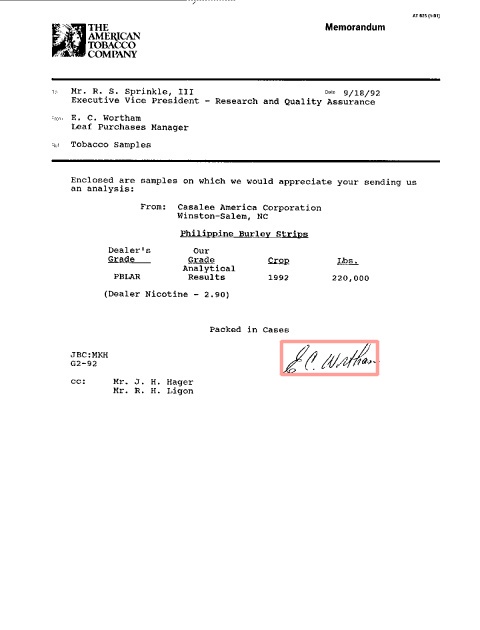 AT 825 (1-91)
THE
AMERICAN
TOBACCO
COMPANY
Memorandum
To: Mr. R. S. Sprinkle, III Date 9/18/92
Executive Vice President - Research and Quality Assurance
From: E. C. Wortham
Leaf Purchases Manager
Ref. Tobacco Samples
Enclosed are samples on which we would appreciate your sending us
an analysis:
From: Casalee America Corporation
Winston-Salem, NC
Philippine Burley Strips
Dealer's Our
Grade Grade Crop Lbs.
Analytical
PBLAR Results 1992 220,000
(Dealer Nicotine - 2.90)
Packed in Cases
E C. Wortham
JBC:MKH
G2-92
cc: Mr. J. H. Hager
Mr. R. H. Ligon